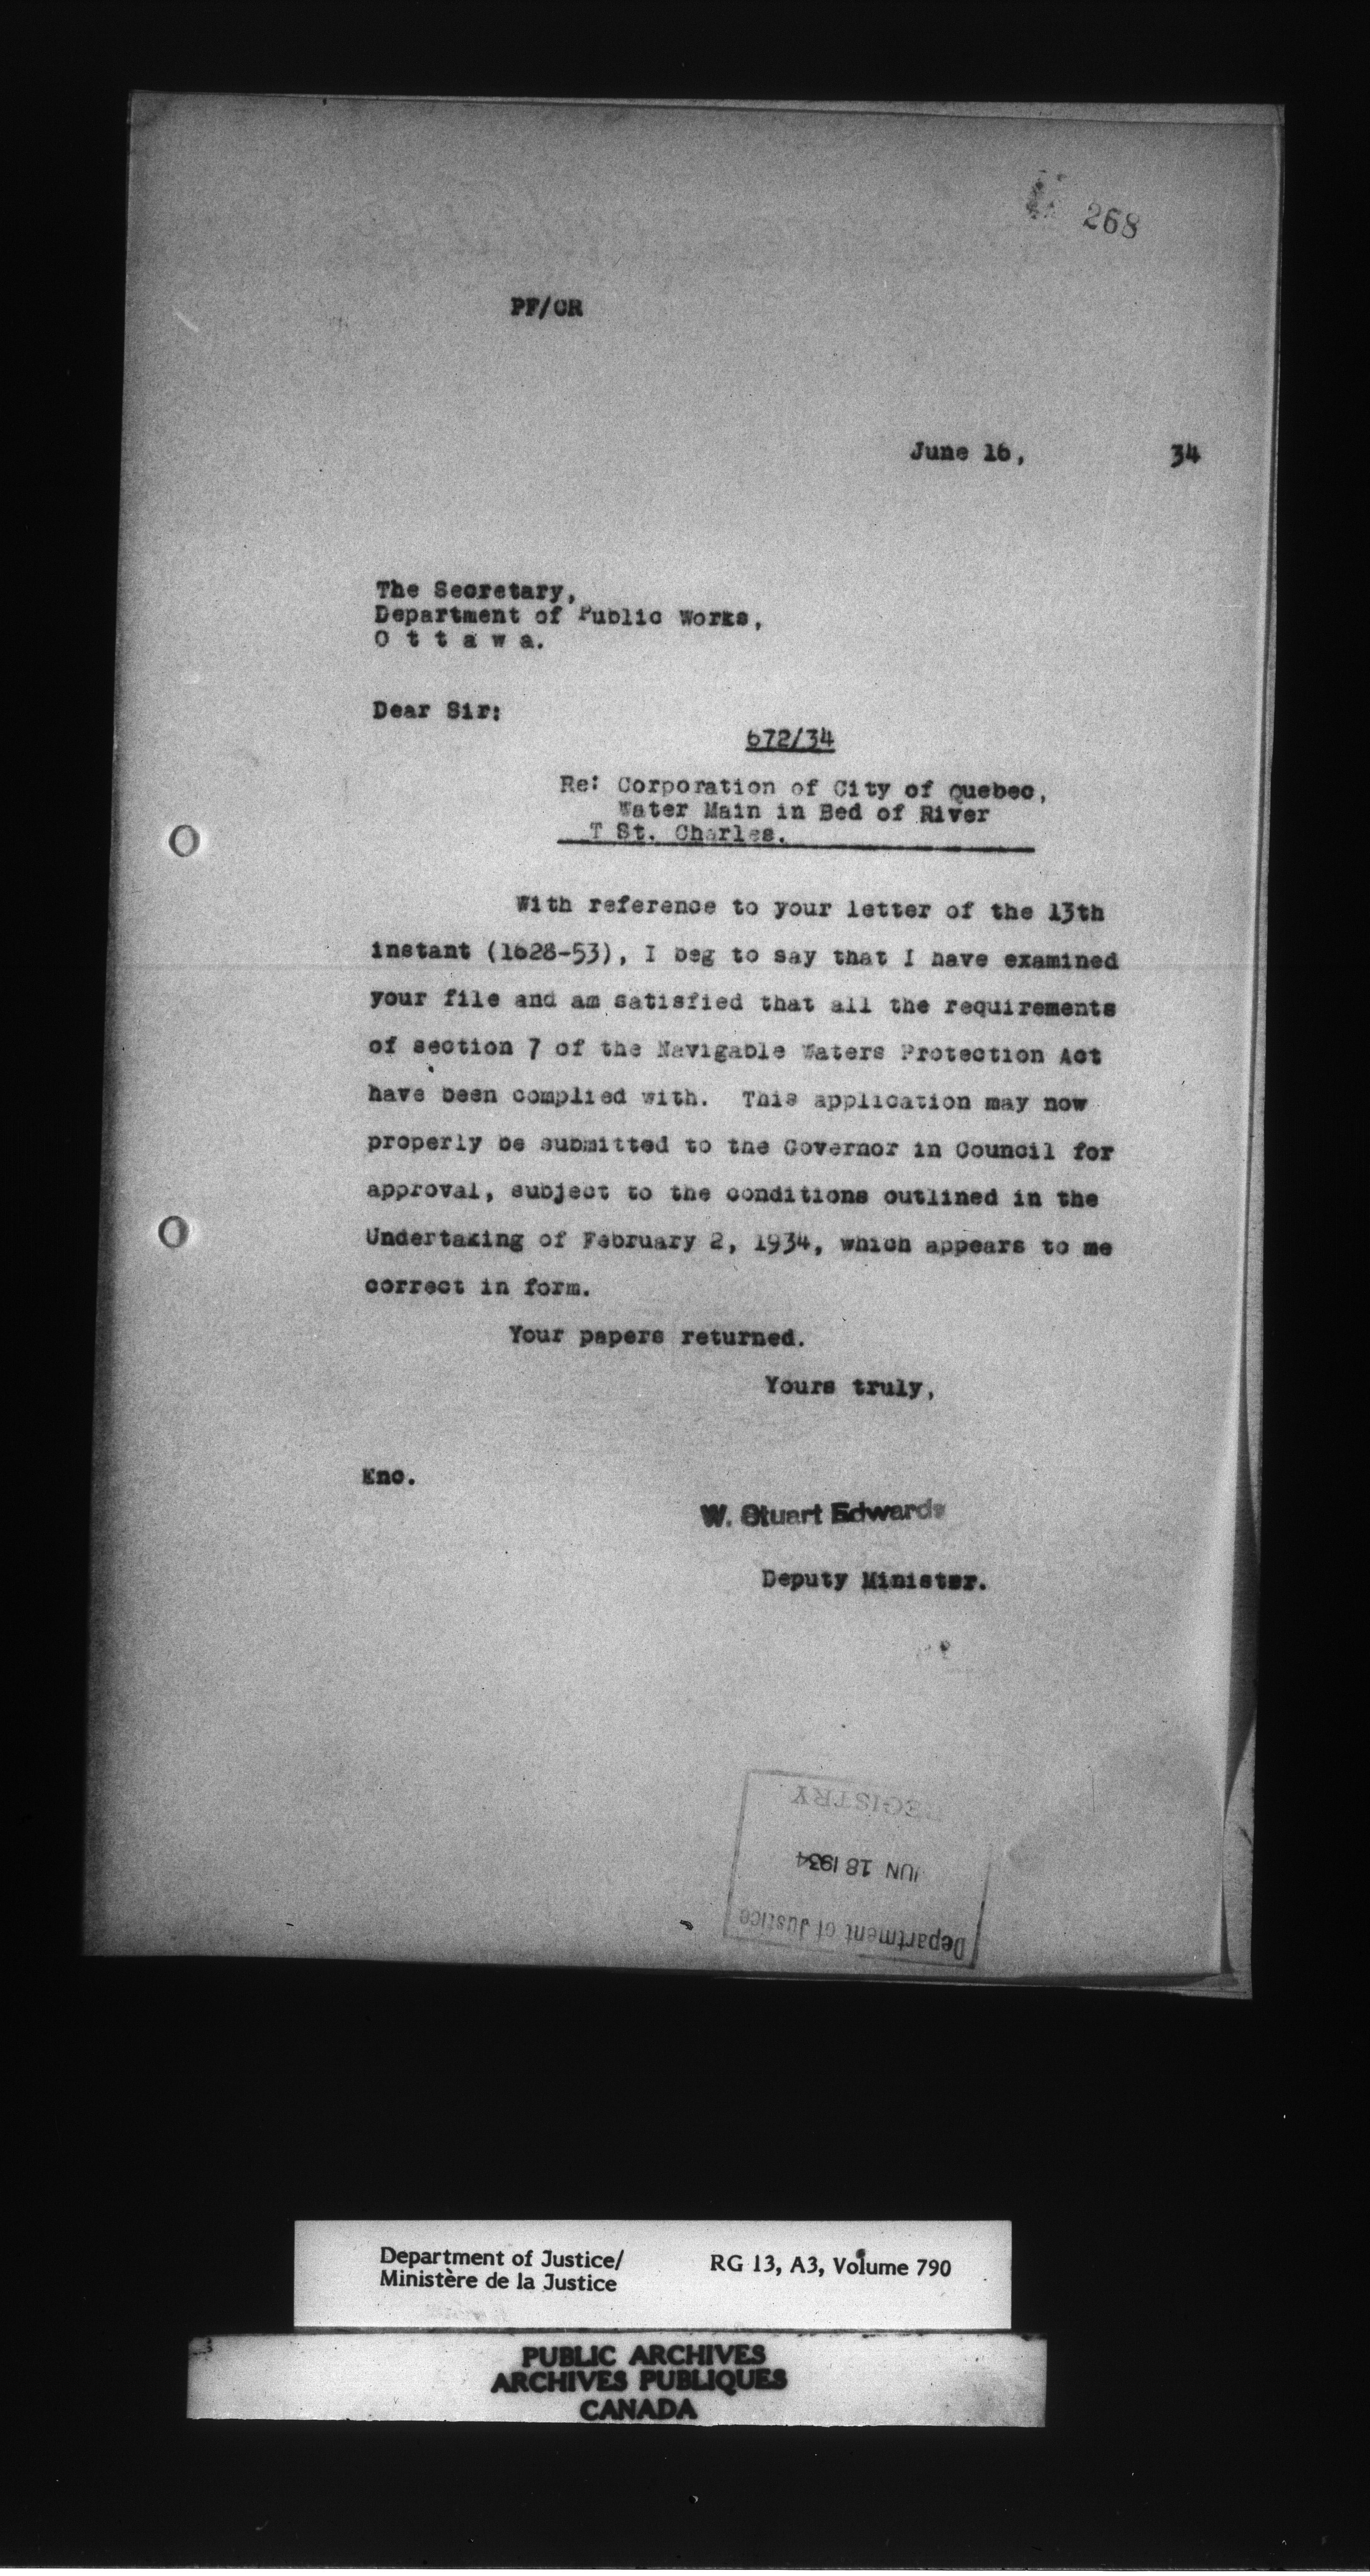 268
PF/CR
June 16, 34
The Secretary,
Department of Public Works,
O t t a w a.
Dear Sir:
672/34
Re: Corporation of City of Quebec,
Water Main in Bed of River
T St. Charles.
With reference to your letter of the 13th
instant (1628-53), I beg to say that I have examined
your file and am satisfied that all the requirements
of section 7 of the Navigable Waters Protection Act
have been complied with. This application may now
properly be submitted to the Governor in Council for
approval, subject to the conditions outlined in the
Undertaking of February 2, 1934, which appears to me
correct in form.
Your papers returned.
Yours truly,
Enc.
W. Stuart Edwards
Deputy Minister.
Department of Justice
JUN 18 1934
REGISTRY
Department of Justice/ RG 13, A3, Volume 790
Ministère de la Justice
PUBLIC ARCHIVES
ARCHIVES PUBLIQUES
CANADA